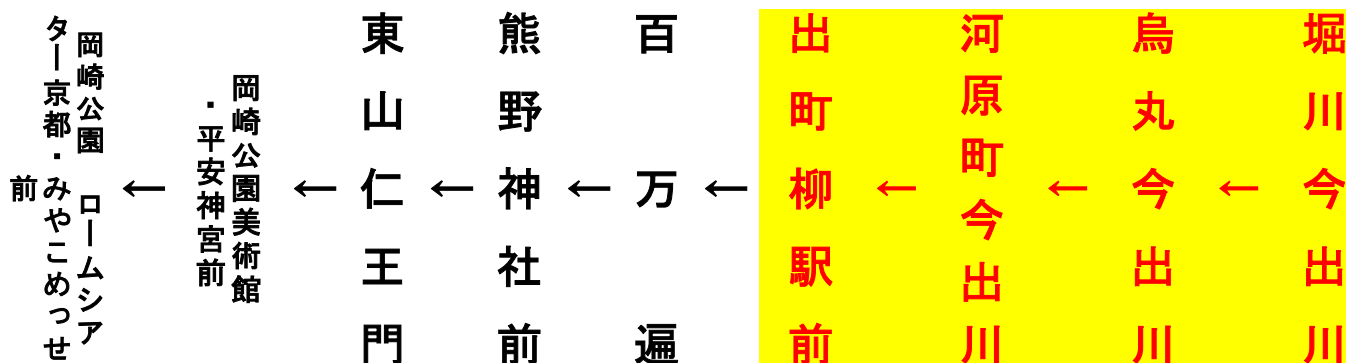 堀川今出川
←
烏丸今出川
←
河原町今出川
←
出町柳駅前
←
百万遍
←
熊野神社前
←
東山仁王門
←
岡崎公園美術館
・平安神宮前
←
岡崎公園 ロームシア
ター京都・みやこめっせ
前